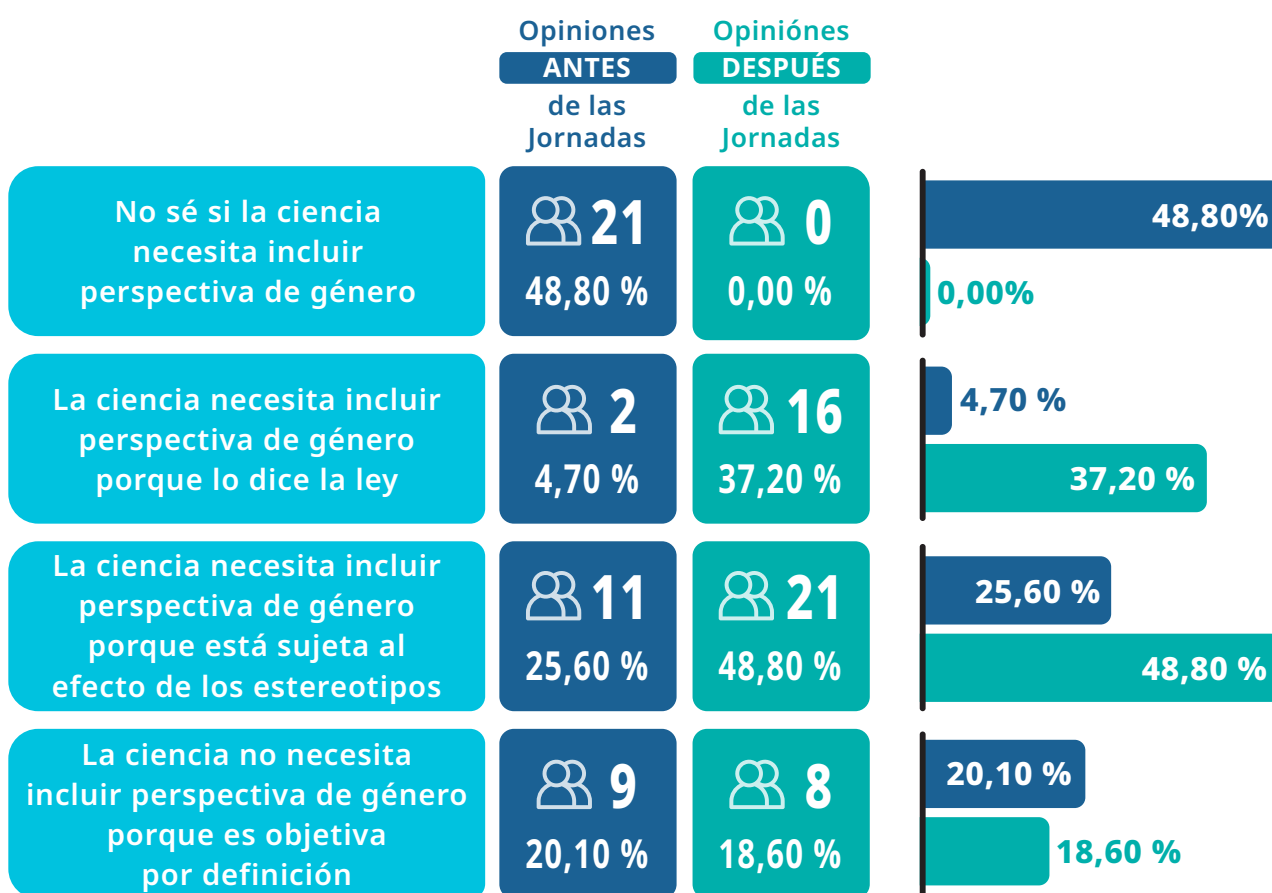 Opiniones
ANTES
de las
Jornadas
Opiniónes
DESPUÉS
de las
Jornadas
No sé si la ciencia
necesita incluir
perspectiva de género
21
48,80 %
0
0,00 %
48,80%
0,00%
La ciencia necesita incluir
perspectiva de género
porque lo dice la ley
2
4,70 %
16
37,20 %
4,70 %
37,20 %
La ciencia necesita incluir
perspectiva de género
porque está sujeta al
efecto de los estereotipos
11
25,60 %
21
48,80 %
25,60 %
48,80 %
La ciencia no necesita
incluir perspectiva de género
porque es objetiva
por definición
9
20,10 %
8
18,60 %
20,10 %
18,60 %